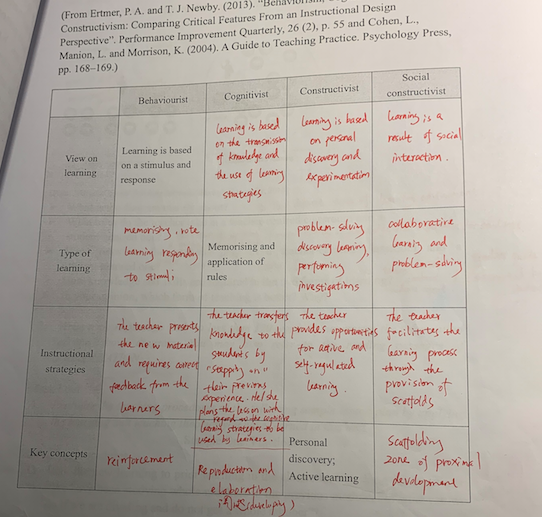 (From Ertmer, P. A. and T. J. Newby. (2013). "Behaviorism,
Constructivism: Comparing Critical Features From an Instructional Design
Perspective". Performance Improvement Quarterly, 26 (2), p. 55 and Cohen, L.,
Manion, L. and Morrison, K. (2004). A Guide to Teaching Practice. Psychology Press,
pp. 168–169.)
Behaviourist
Cognitivist
Constructivist
Social
constructivist
View on
learning
Learning is based
on a stimulus and
response
learning is based
on the transmission
of knowledge and
the use of learning
strategies
learning is based
on personal
discovery and
experimentation
learning is a
result of social
interaction.
Type of
learning
memorising, rote
learning responding
to stimuli
Memorising and
application of
rules
problem-solving
discovery learning,
performing
investigations
collaborative
learning and
problem-solving
Instructional
strategies
The teacher presents
the new material
and requires correct
feedback from the
learners
The teacher transfers
knowledge to the
students by
"stepping on"
their previous
experience. He/she
plans the lesson with
regard to the cognitive
learning strategies to be
used by learners.
The teacher
provides opportunities
for active and
self-regulated
learning.
The teacher
facilitates the
learning process
through the
provision of
scaffolds
Key concepts
reinforcement
Reproduction and
elaboration
(developing)
Personal
discovery;
Active learning
Scaffolding
zone of proximal
development